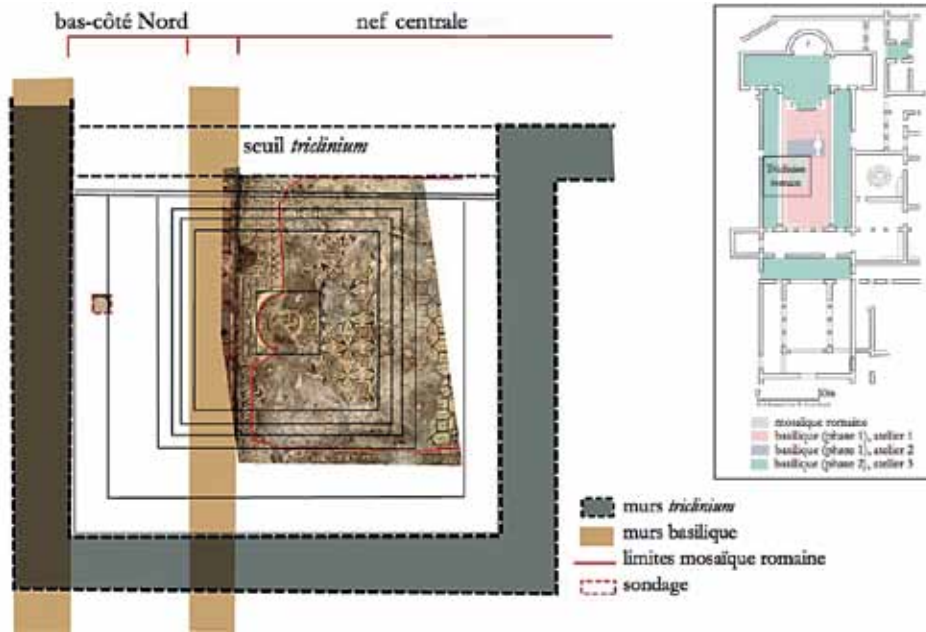 bas-côté Nord
nef centrale
seuil triclinium
murs triclinium
murs basilique
limites mosaïque romaine
sondage
Triclinium
romain
mosaïque romaine
basilique (phase 1), atelier 1
basilique (phase 1), atelier 2
basilique (phase 2), atelier 3